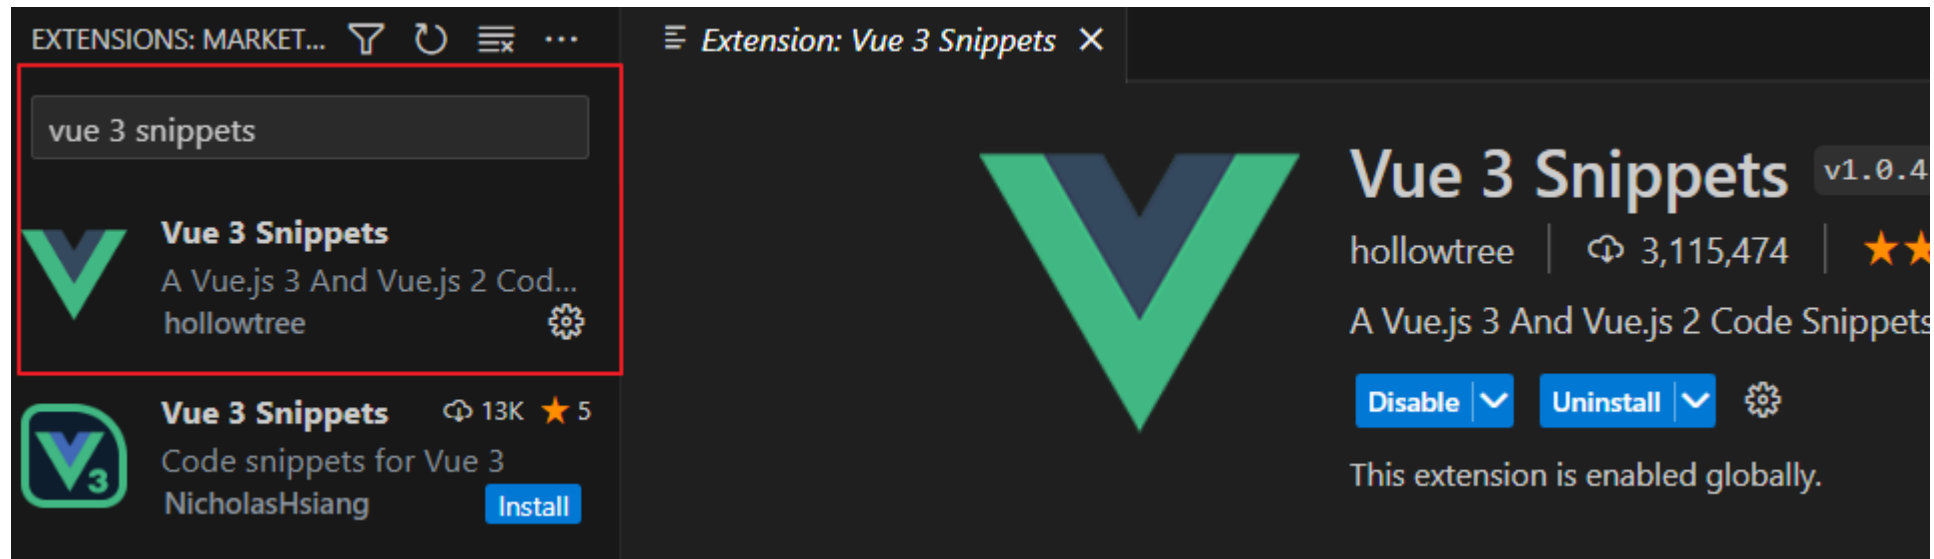 EXTENSIONS: MARKET...
vue 3 snippets
Vue 3 Snippets
A Vue.js 3 And Vue.js 2 Cod...
hollowtree
Vue 3 Snippets 13K 5
Code snippets for Vue 3
NicholasHsiang
Install
Extension: Vue 3 Snippets
Vue 3 Snippets v1.0.4
hollowtree 3,115,474
A Vue.js 3 And Vue.js 2 Code Snippets
Disable Uninstall
This extension is enabled globally.
3